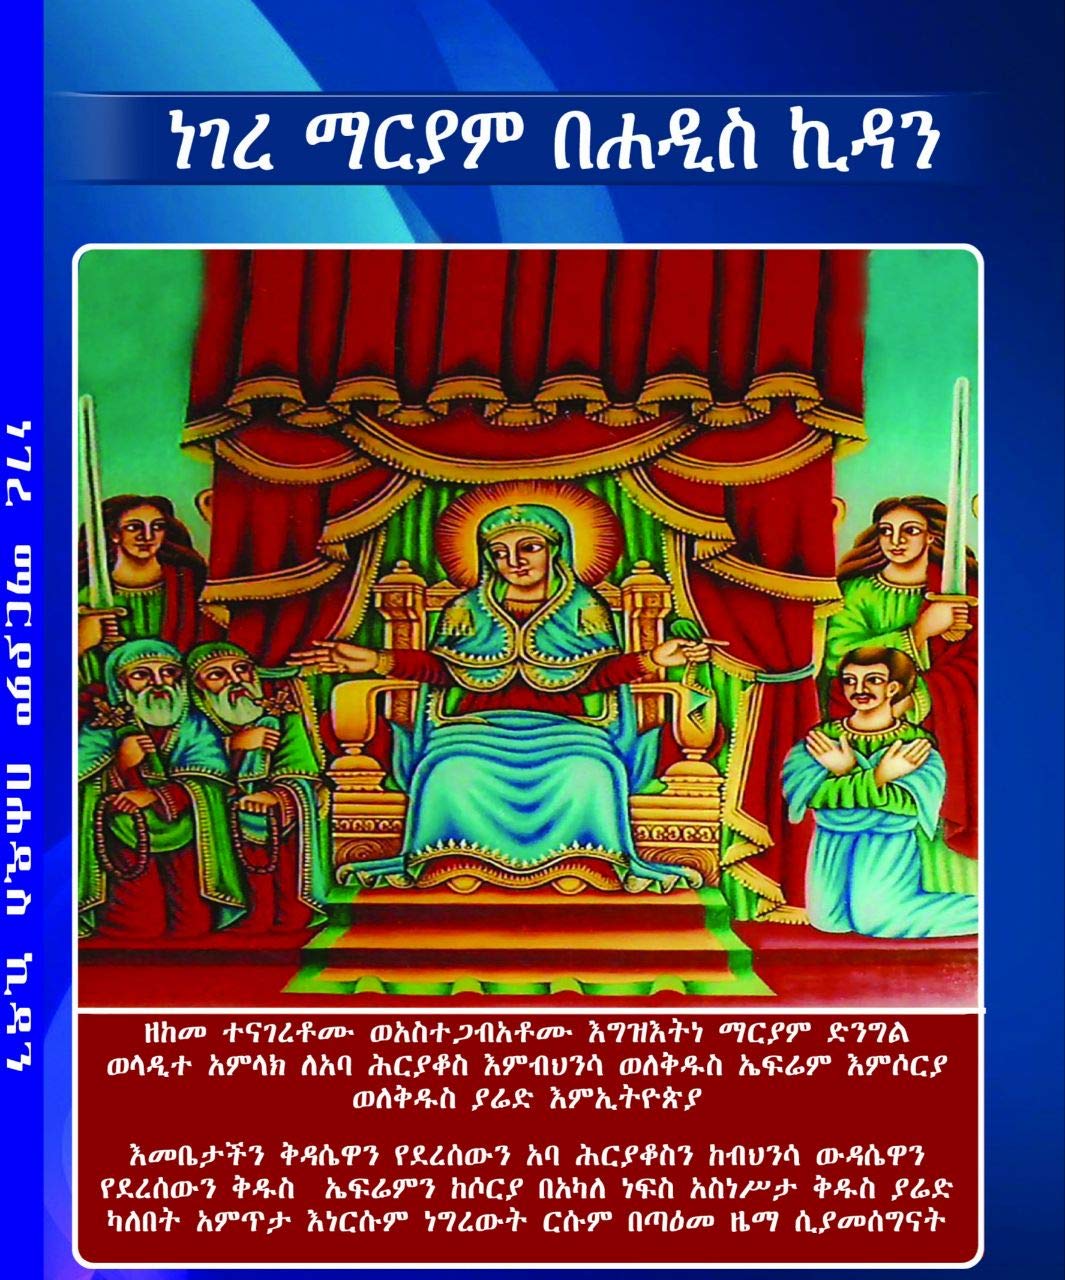 ነገረ ማርያም በሐዲስ ኪዳን
ነገረ ማርያም በሐዲስ ኪዳን
ዘከመ ተናገረቶሙ ወአስተጋብአቶሙ እግዝእትነ ማርያም ድንግል
ወላዲተ አምላክ ለአባ ሕርያቆስ እምብህንሳ ወለቅዱስ ኤፍሬም እምሶርያ
ወለቅዱስ ያሬድ እምኢትዮጵያ
እመቤታችን ቅዳሴዋን የደረሰውን አባ ሕርያቆስን ከብህንሳ ውዳሴዋን
የደረሰውን ቅዱስ ኤፍሬምን ከሶርያ በአካለ ነፍስ አስነሥታ ቅዱስ ያሬድ
ካለበት አምጥታ እነርሱም ነግረውት ርሱም በጣዕመ ዜማ ሲያመሰግናት